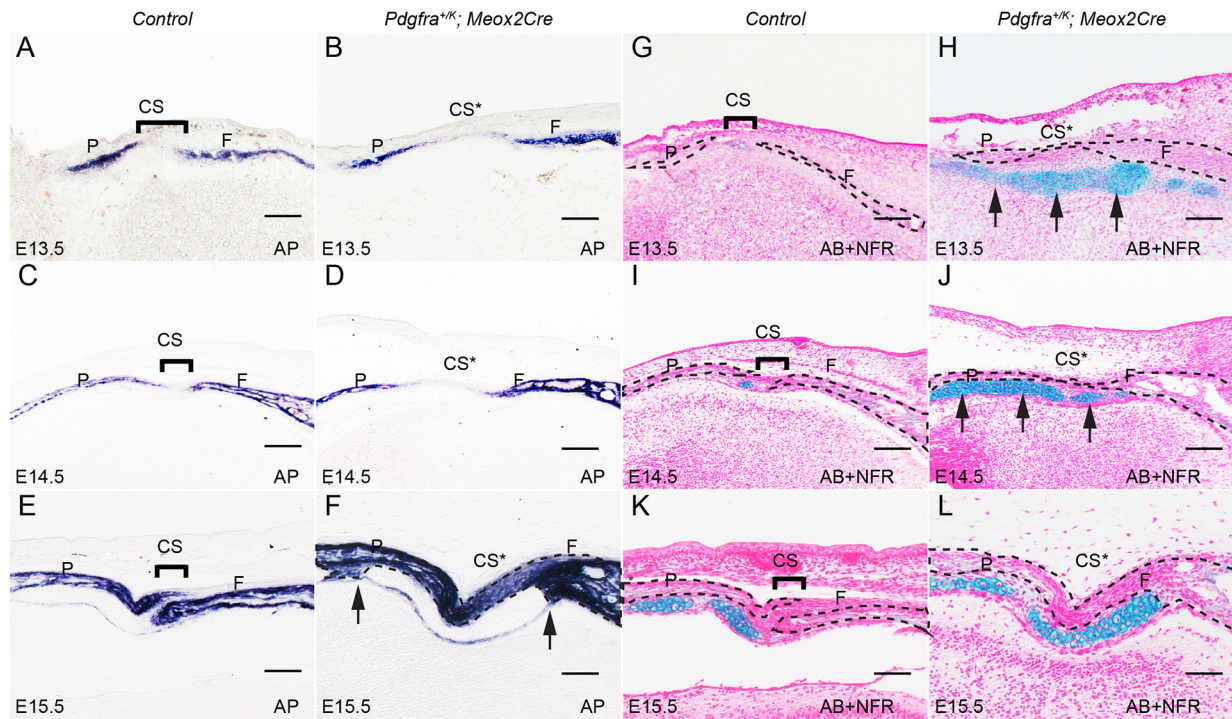 Control
Pdgfra+/K; Meox2Cre
Control
Pdgfra+/K; Meox2Cre
A
CS
P
F
E13.5
AP
B
CS*
P
F
E13.5
AP
G
CS
P
F
E13.5
AB+NFR
H
P
CS*
F
E13.5
AB+NFR
C
CS
P
F
E14.5
AP
D
CS*
P
F
E14.5
AP
I
CS
P
F
E14.5
AB+NFR
J
CS*
P
F
E14.5
AB+NFR
E
CS
P
F
E15.5
AP
F
P
CS*
F
E15.5
AP
K
CS
P
F
E15.5
AB+NFR
L
CS*
P
F
E15.5
AB+NFR